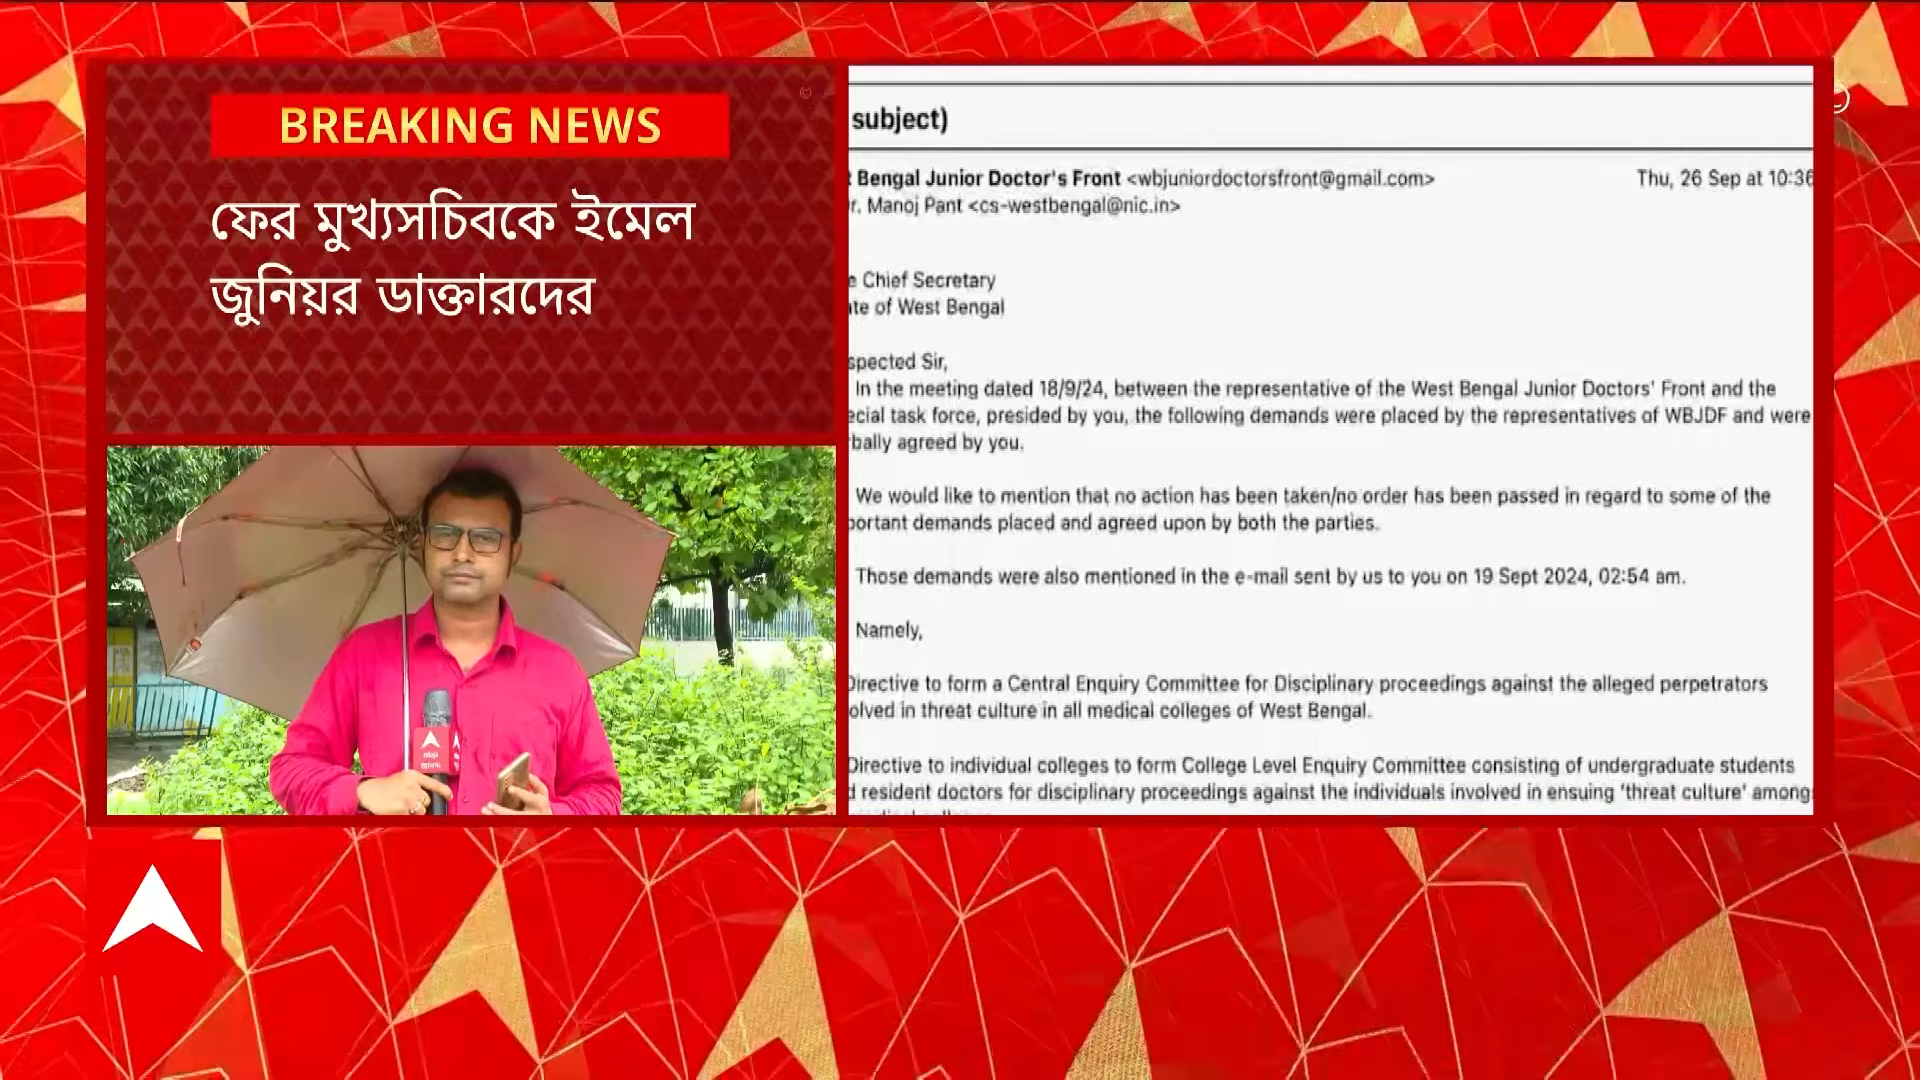 BREAKING NEWS
ফের মুখ্যসচিবকে ইমেল
জুনিয়র ডাক্তারদের
subject)
Bengal Junior Doctor's Front <wbjuniordoctorsfront@gmail.com>
Thu, 26 Sep at 10:36
r. Manoj Pant <cs-westbengal@nic.in>
e Chief Secretary
te of West Bengal
spected Sir,
In the meeting dated 18/9/24, between the representative of the West Bengal Junior Doctors' Front and the
ecial task force, presided by you, the following demands were placed by the representatives of WBJDF and were
bally agreed by you.
We would like to mention that no action has been taken/no order has been passed in regard to some of the
portant demands placed and agreed upon by both the parties.
Those demands were also mentioned in the e-mail sent by us to you on 19 Sept 2024, 02:54 am.
Namely,
Directive to form a Central Enquiry Committee for Disciplinary proceedings against the alleged perpetrators
olved in threat culture in all medical colleges of West Bengal.
Directive to individual colleges to form College Level Enquiry Committee consisting of undergraduate students
d resident doctors for disciplinary proceedings against the individuals involved in ensuing 'threat culture' among